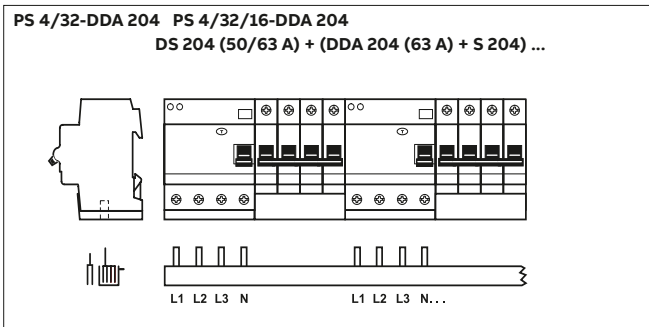 PS 4/32-DDA 204 PS 4/32/16-DDA 204
DS 204 (50/63 A) + (DDA 204 (63 A) + S 204) ...
T T
L1 L2 L3 N L1 L2 L3 N...